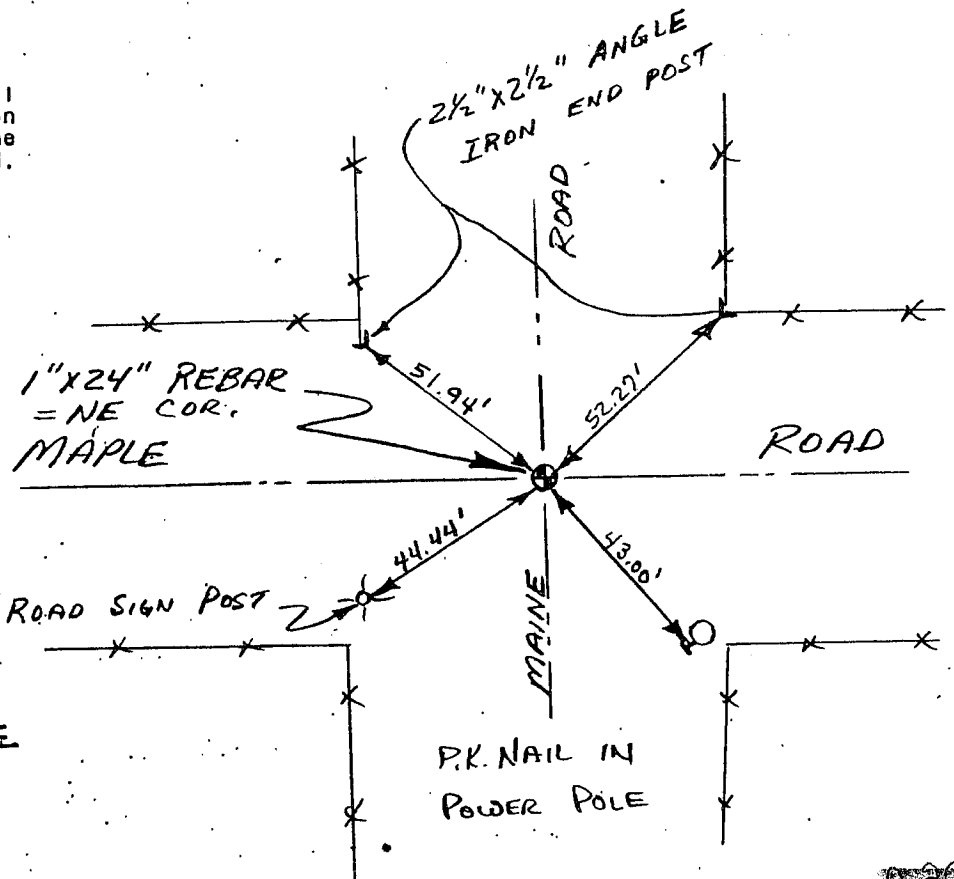 2½"x2½" ANGLE
IRON END POST
ROAD
51.94'
52.27'
1"x24" REBAR
= NE COR.
MAPLE
ROAD
44.44'
43.00'
ROAD SIGN POST
MAINE
P.K. NAIL IN
POWER POLE